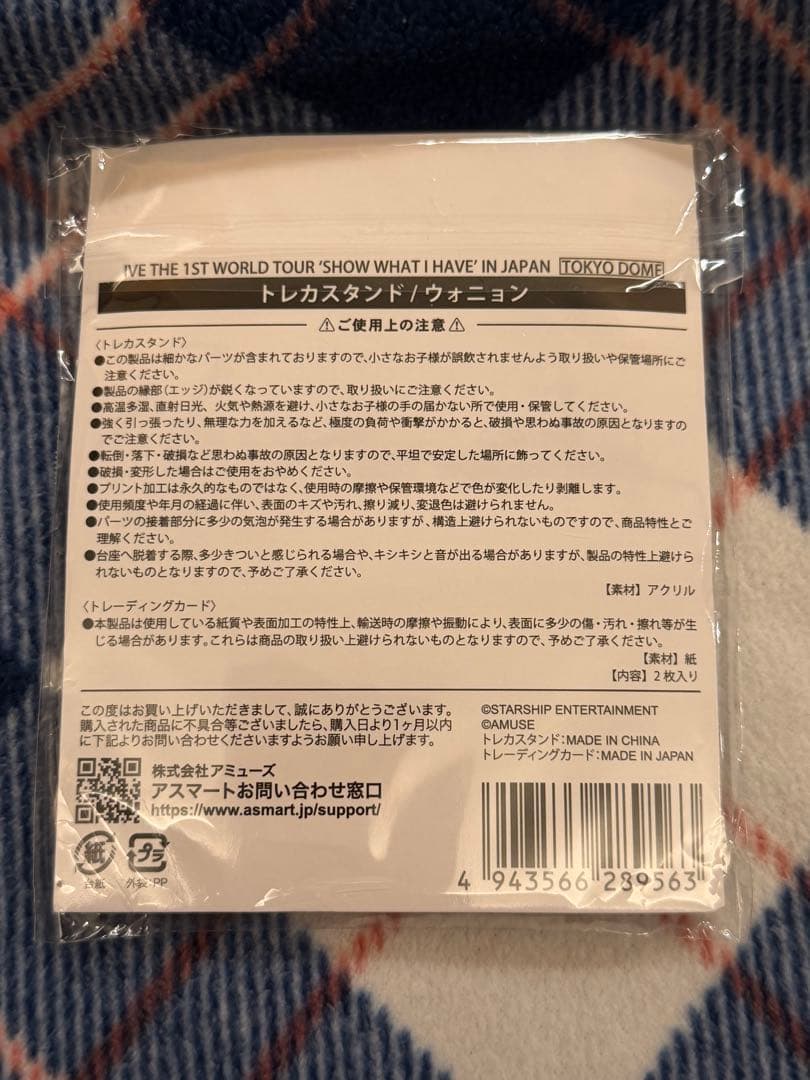 IVE THE 1ST WORLD TOUR 'SHOW WHAT I HAVE' IN JAPAN TOKYO DOME
トレカスタンド / ウォニョン
⚠ご使用上の注意⚠
〈トレカスタンド〉
●この製品は細かなパーツが含まれておりますので、小さなお子様が誤飲されませんよう取り扱いや保管場所にご
注意ください。
●製品の縁部（エッジ）が鋭くなっていますので、取り扱いにご注意ください。
●高温多湿、直射日光、火気や熱源を避け、小さなお子様の手の届かない所で使用・保管してください。
●強く引っ張ったり、無理な力を加えるなど、極度の負荷や衝撃がかかると、破損や思わぬ事故の原因となりますの
でご注意ください。
●転倒・落下・破損など思わぬ事故の原因となりますので、平坦で安定した場所に飾ってください。
●破損・変形した場合はご使用をおやめください。
●プリント加工は永久的なものではなく、使用時の摩擦や保管環境などで色が変化したり剥離します。
●使用頻度や年月の経過に伴い、表面のキズや汚れ、擦り減り、変退色は避けられません。
●パーツの接着部分に多少の気泡が発生する場合がありますが、構造上避けられないものですので、商品特性とご
理解ください。
●台座へ脱着する際、多少きついと感じられる場合や、キシキシと音が出る場合がありますが、製品の特性上避けら
れないものとなりますので、予めご了承ください。
【素材】アクリル
〈トレーディングカード〉
●本製品は使用している紙質や表面加工の特性上、輸送時の摩擦や振動により、表面に多少の傷・汚れ・擦れ等が生
じる場合があります。これらは商品の取り扱い上避けられないものとなりますので、予めご了承ください。
【素材】紙
【内容】2枚入り
この度はお買い上げいただきまして、誠にありがとうございます。
購入された商品に不具合等ございましたら、購入日より1ヶ月以内
に下記よりお問い合わせくださいますようお願い申し上げます。
株式会社アミューズ
アスマートお問い合わせ窓口
https://www.asmart.jp/support/
紙
台紙
プラ
外袋:PP
©STARSHIP ENTERTAINMENT
©AMUSE
トレカスタンド：MADE IN CHINA
トレーディングカード：MADE IN JAPAN
4 943566 289563